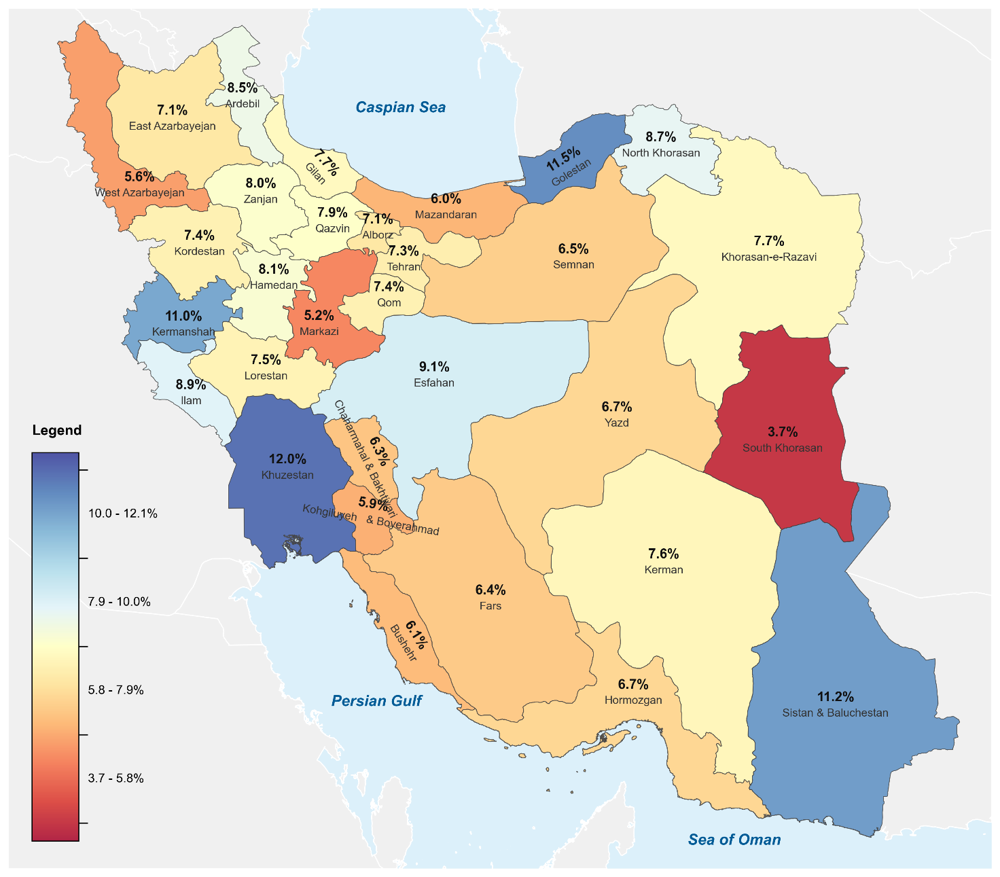 Caspian Sea
8.5%
Ardebil
7.1%
East Azarbayejan
7.7%
Gilan
11.5%
Golestan
8.7%
North Khorasan
5.6%
West Azarbayejan
8.0%
Zanjan
6.0%
Mazandaran
7.9%
Qazvin
7.1%
Alborz
7.4%
Kordestan
7.3%
Tehran
6.5%
Semnan
7.7%
Khorasan-e-Razavi
8.1%
Hamedan
7.4%
Qom
11.0%
Kermanshah
5.2%
Markazi
7.5%
Lorestan
9.1%
Esfahan
8.9%
Ilam
6.7%
Yazd
3.7%
South Khorasan
12.0%
Khuzestan
6.3%
Chaharmahal & Bakhtiyari
5.9%
Kohgiluyeh & Boyerahmad
7.6%
Kerman
6.4%
Fars
6.1%
Bushehr
6.7%
Hormozgan
11.2%
Sistan & Baluchestan
Persian Gulf
Sea of Oman
Legend
10.0 - 12.1%
7.9 - 10.0%
5.8 - 7.9%
3.7 - 5.8%